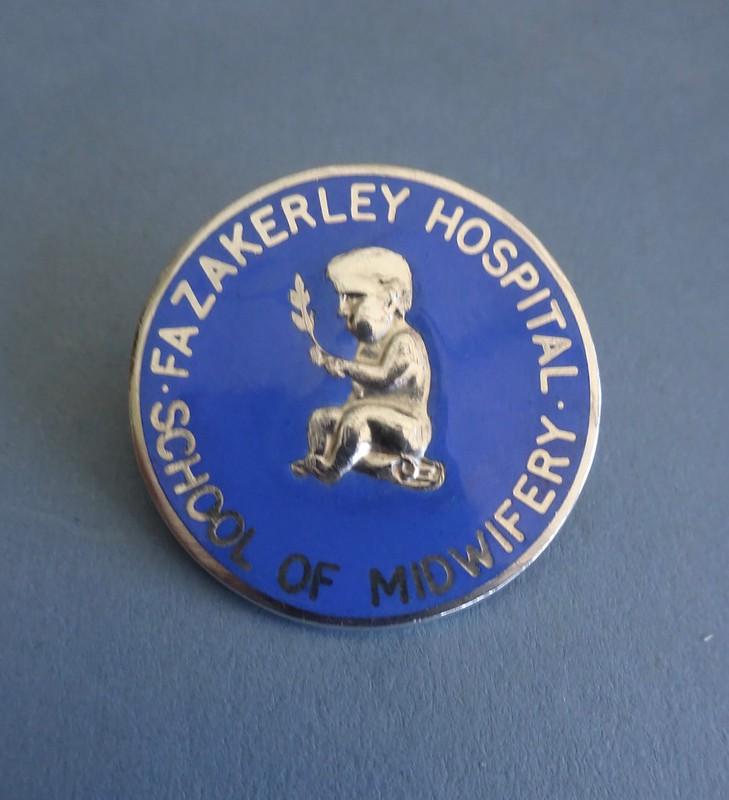 · FAZAKERLEY HOSPITAL ·
SCHOOL OF MIDWIFERY